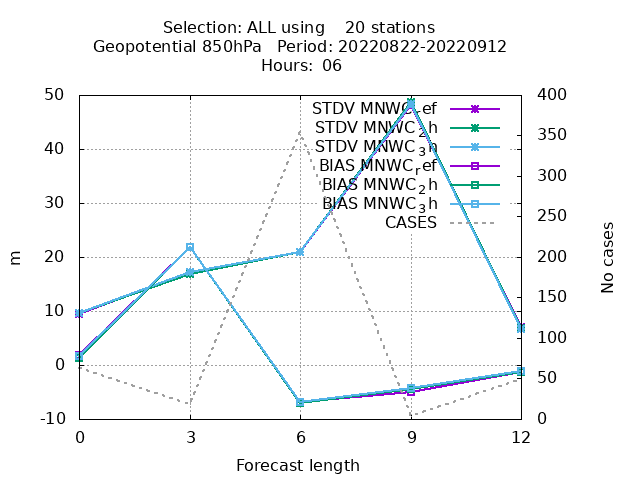 Selection: ALL using    20 stations
Geopotential 850hPa   Period: 20220822-20220912
Hours: 06
50
40
30
20
10
0
-10
m
400
350
300
250
200
150
100
50
0
No cases
STDV MNWC_ref
STDV MNWC_2h
STDV MNWC_3h
BIAS MNWC_ref
BIAS MNWC_2h
BIAS MNWC_3h
CASES
0 3 6 9 12
Forecast length